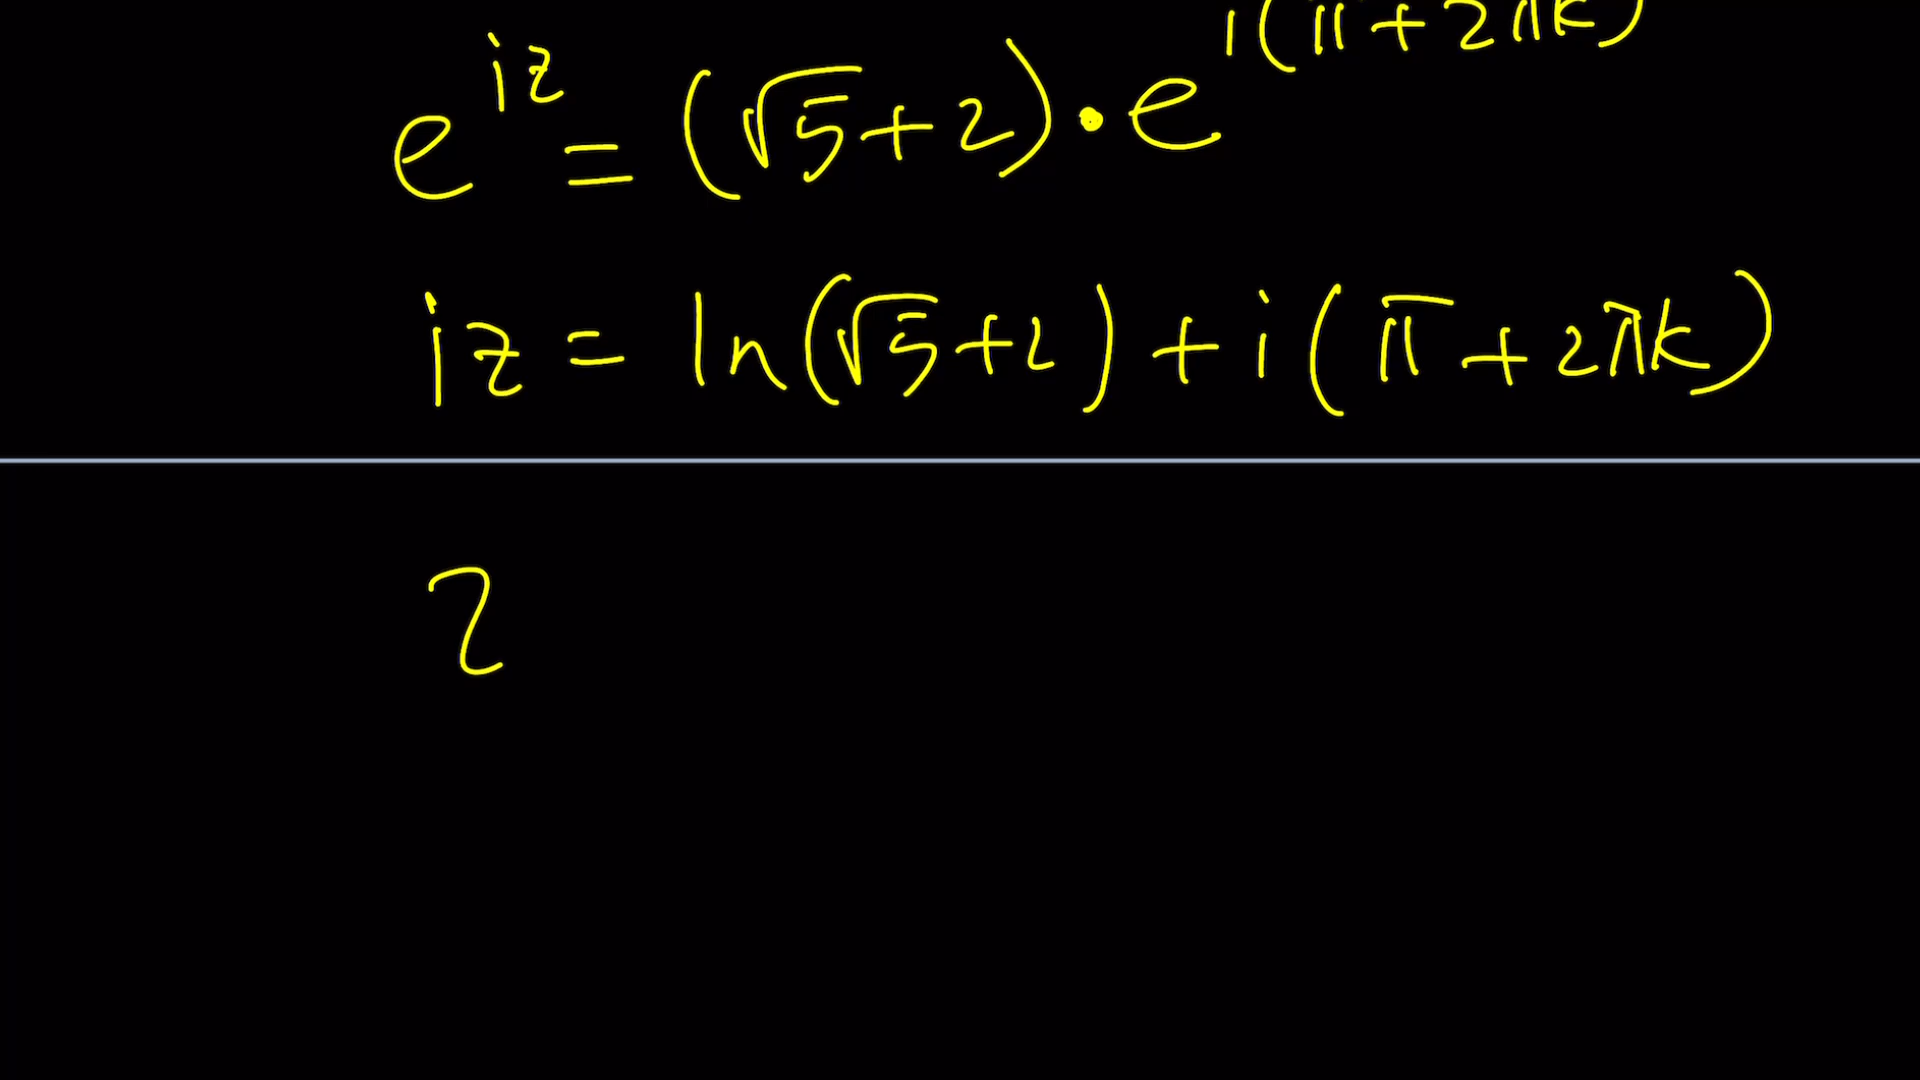 e^{iz} = (√5+2) · e^{i(π+2πk)}
iz = ln(√5+2) + i(π+2πk)
z